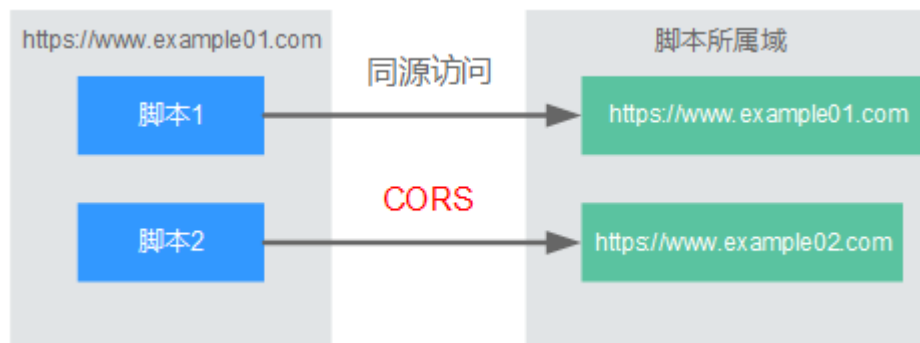 https://www.example01.com
脚本所属域
同源访问
脚本1
https://www.example01.com
CORS
脚本2
https://www.example02.com